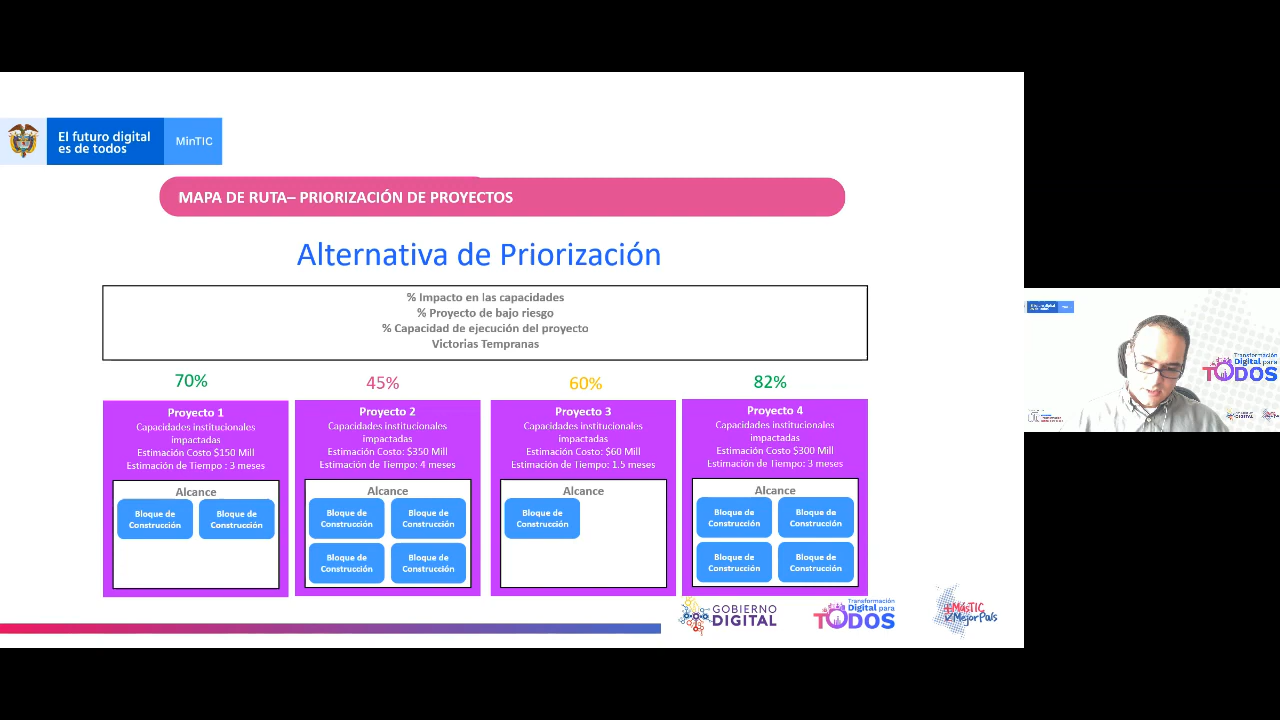 El futuro digital
es de todos
MinTIC
MAPA DE RUTA– PRIORIZACIÓN DE PROYECTOS
Alternativa de Priorización
% Impacto en las capacidades
% Proyecto de bajo riesgo
% Capacidad de ejecución del proyecto
Victorias Tempranas
70%
45%
60%
82%
Proyecto 1
Capacidades institucionales
impactadas
Estimación Costo $150 Mill
Estimación de Tiempo : 3 meses
Alcance
Bloque de
Construcción
Bloque de
Construcción
Proyecto 2
Capacidades institucionales
impactadas
Estimación Costo: $350 Mill
Estimación de Tiempo: 4 meses
Alcance
Bloque de
Construcción
Bloque de
Construcción
Bloque de
Construcción
Bloque de
Construcción
Proyecto 3
Capacidades institucionales
impactadas
Estimación Costo: $60 Mill
Estimación de Tiempo: 1.5 meses
Alcance
Bloque de
Construcción
Proyecto 4
Capacidades institucionales
impactadas
Estimación Costo $300 Mill
Estimación de Tiempo: 3 meses
Alcance
Bloque de
Construcción
Bloque de
Construcción
Bloque de
Construcción
Bloque de
Construcción
GOBIERNO
DIGITAL
Transformación
Digital para
TODOS
+MásTIC
MejorPaís
Transformación
Digital para
TODOS